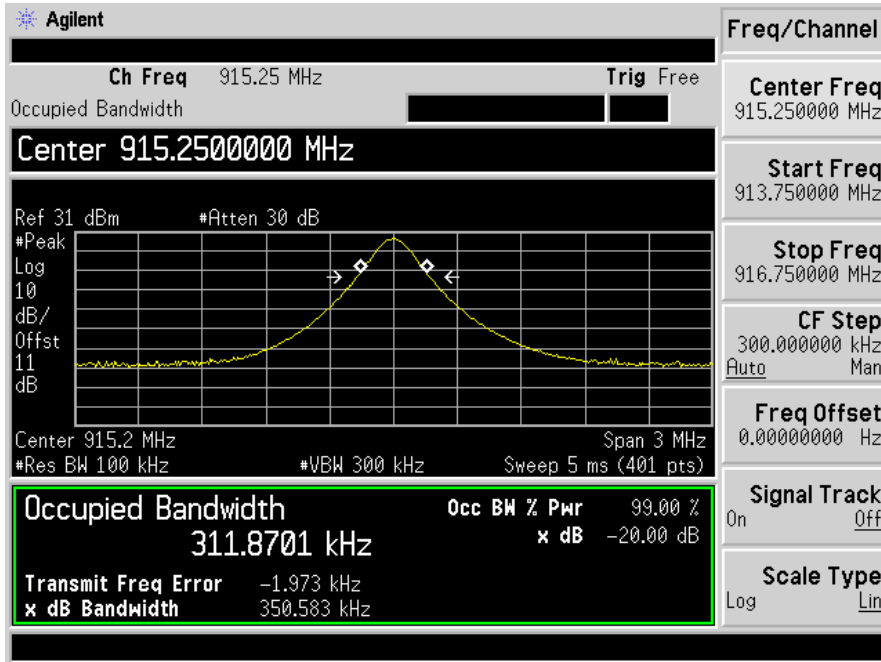 Agilent
Freq/Channel
Ch Freq 915.25 MHz Trig Free
Occupied Bandwidth
Center 915.2500000 MHz
Ref 31 dBm #Atten 30 dB
#Peak
Log
10
dB/
Offst
11
dB
Center 915.2 MHz Span 3 MHz
#Res BW 100 kHz #VBW 300 kHz Sweep 5 ms (401 pts)
Occupied Bandwidth
311.8701 kHz
Occ BW % Pwr 99.00 %
x dB -20.00 dB
Transmit Freq Error -1.973 kHz
x dB Bandwidth 350.583 kHz
Center Freq
915.250000 MHz
Start Freq
913.750000 MHz
Stop Freq
916.750000 MHz
CF Step
300.000000 kHz
Auto Man
Freq Offset
0.00000000 Hz
Signal Track
On Off
Scale Type
Log Lin